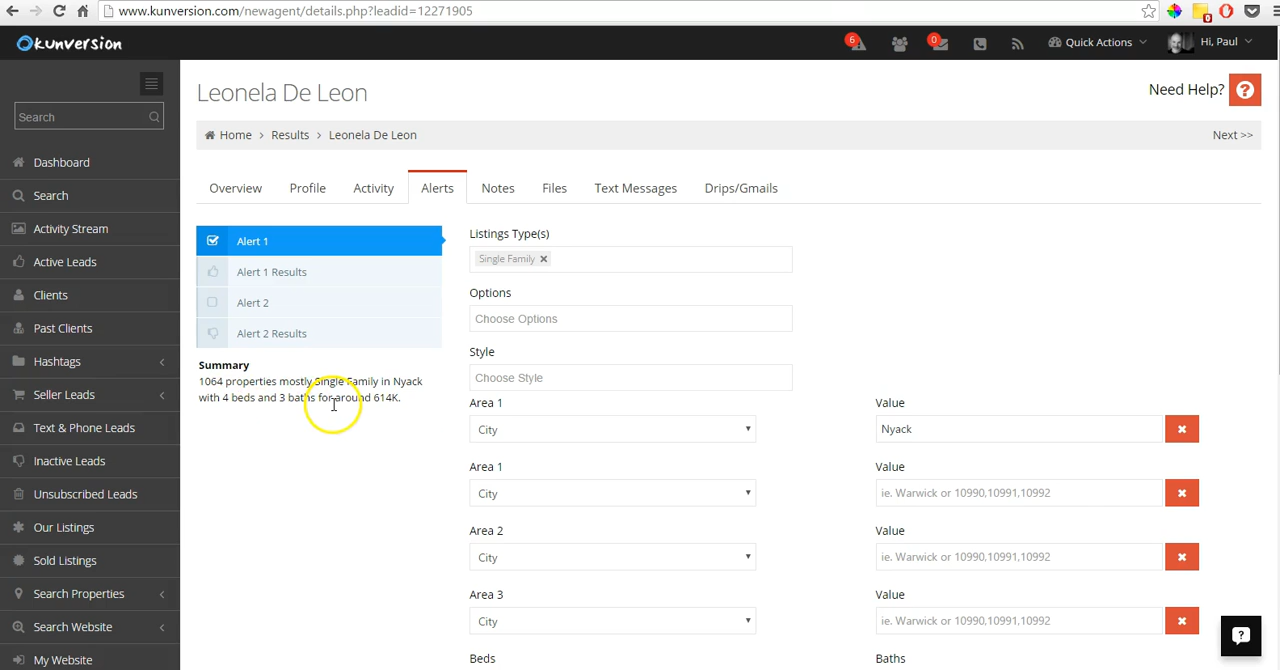 www.kunversion.com/newagent/details.php?leadid=12271905
0
kunversion
6
0
Quick Actions
Hi, Paul
Search
Leonela De Leon
Need Help?
Home > Results > Leonela De Leon
Next >>
Dashboard
Search
Activity Stream
Active Leads
Clients
Past Clients
Hashtags
Seller Leads
Text & Phone Leads
Inactive Leads
Unsubscribed Leads
Our Listings
Sold Listings
Search Properties
Search Website
My Website
Overview
Profile
Activity
Alerts
Notes
Files
Text Messages
Drips/Gmails
Alert 1
Alert 1 Results
Alert 2
Alert 2 Results
Summary
1064 properties mostly Single Family in Nyack
with 4 beds and 3 baths for around 614K.
Listings Type(s)
Single Family
Options
Choose Options
Style
Choose Style
Area 1
Value
City
Nyack
Area 1
Value
City
ie. Warwick or 10990,10991,10992
Area 2
Value
City
ie. Warwick or 10990,10991,10992
Area 3
Value
City
ie. Warwick or 10990,10991,10992
Beds
Baths